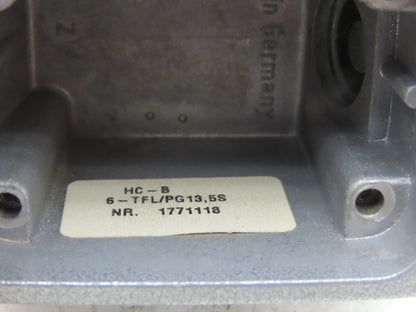 in Germany
Z
HC-B
6-TFL/PG13,5S
NR. 1771118